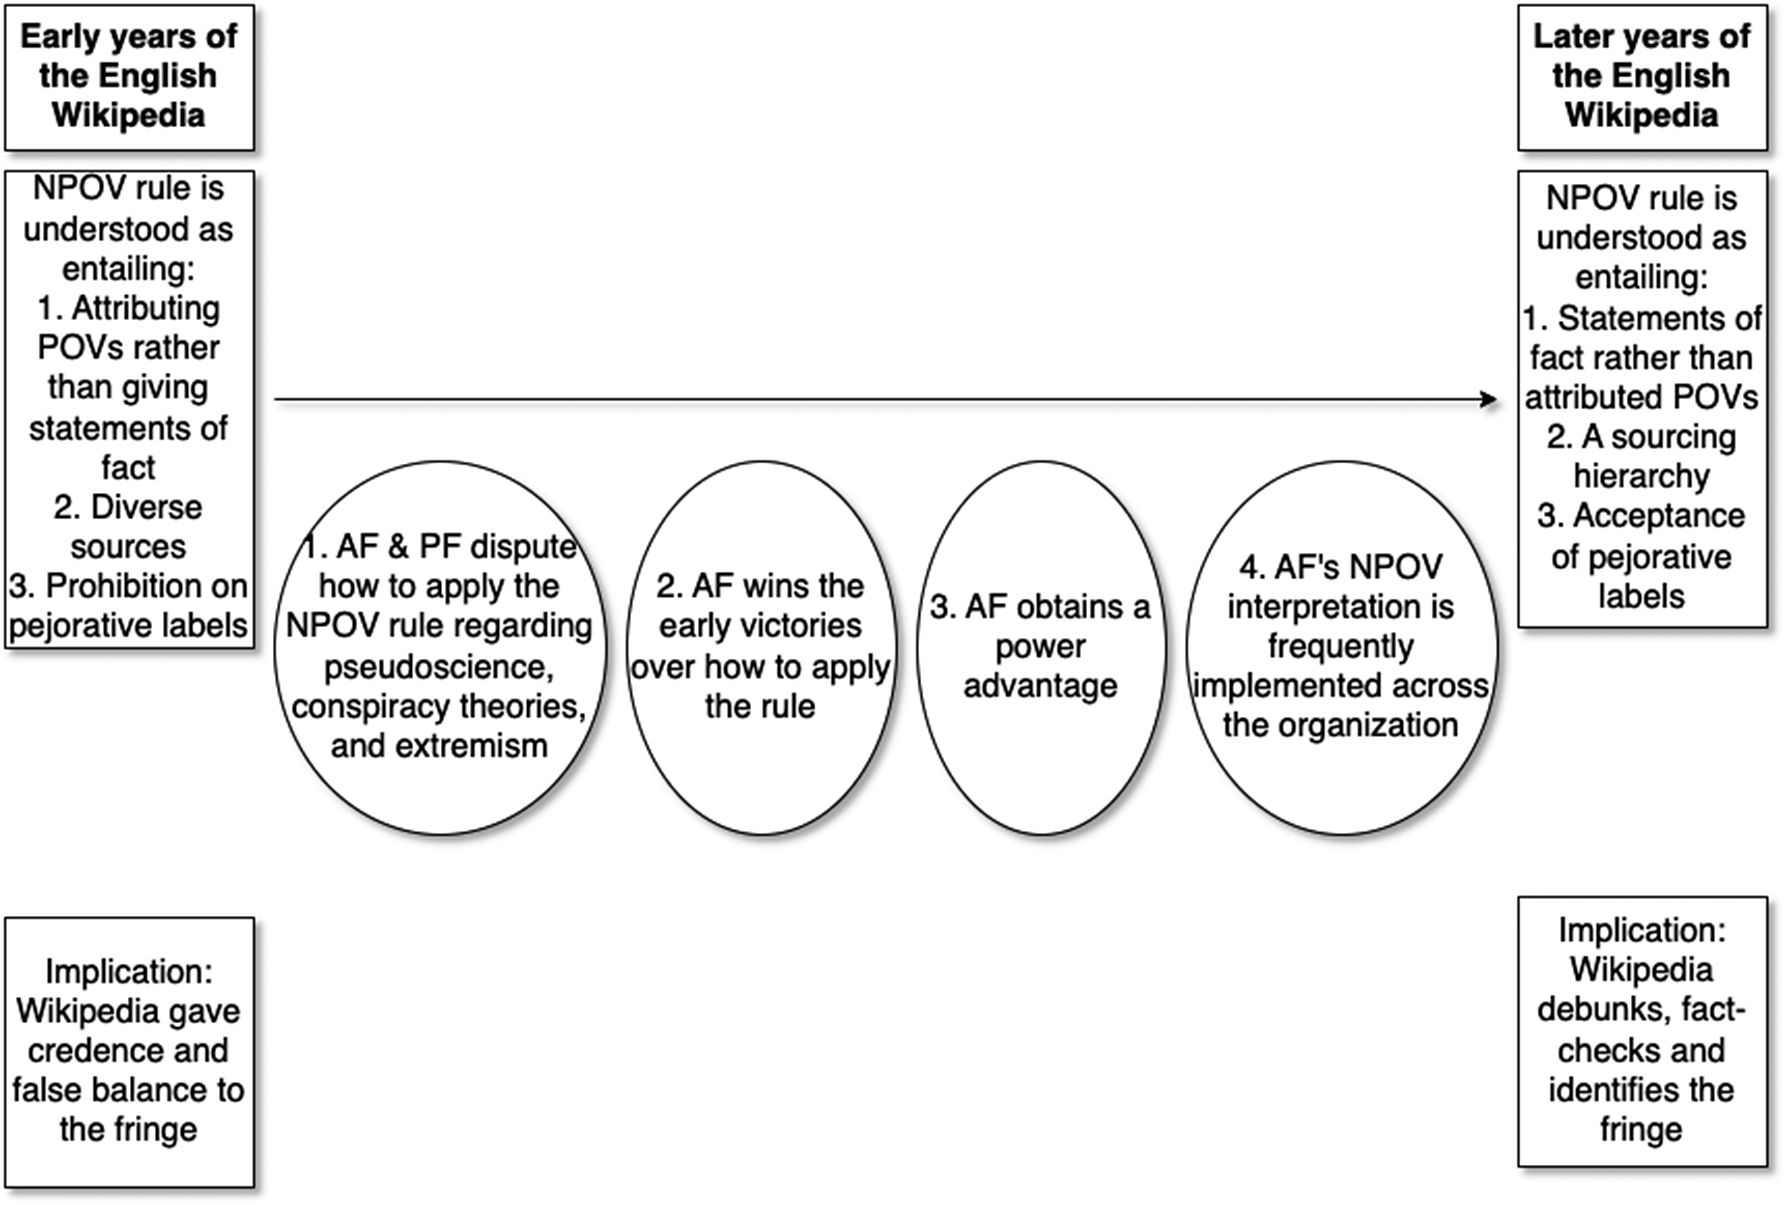 Early years of
the English
Wikipedia
NPOV rule is
understood as
entailing:
1. Attributing
POVs rather
than giving
statements of
fact
2. Diverse
sources
3. Prohibition on
pejorative labels
Implication:
Wikipedia gave
credence and
false balance to
the fringe
1. AF & PF dispute
how to apply the
NPOV rule regarding
pseudoscience,
conspiracy theories,
and extremism
2. AF wins the
early victories
over how to apply
the rule
3. AF obtains a
power
advantage
4. AF's NPOV
interpretation is
frequently
implemented across
the organization
Later years of
the English
Wikipedia
NPOV rule is
understood as
entailing:
1. Statements of
fact rather than
attributed POVs
2. A sourcing
hierarchy
3. Acceptance
of pejorative
labels
Implication:
Wikipedia
debunks, fact-
checks and
identifies the
fringe